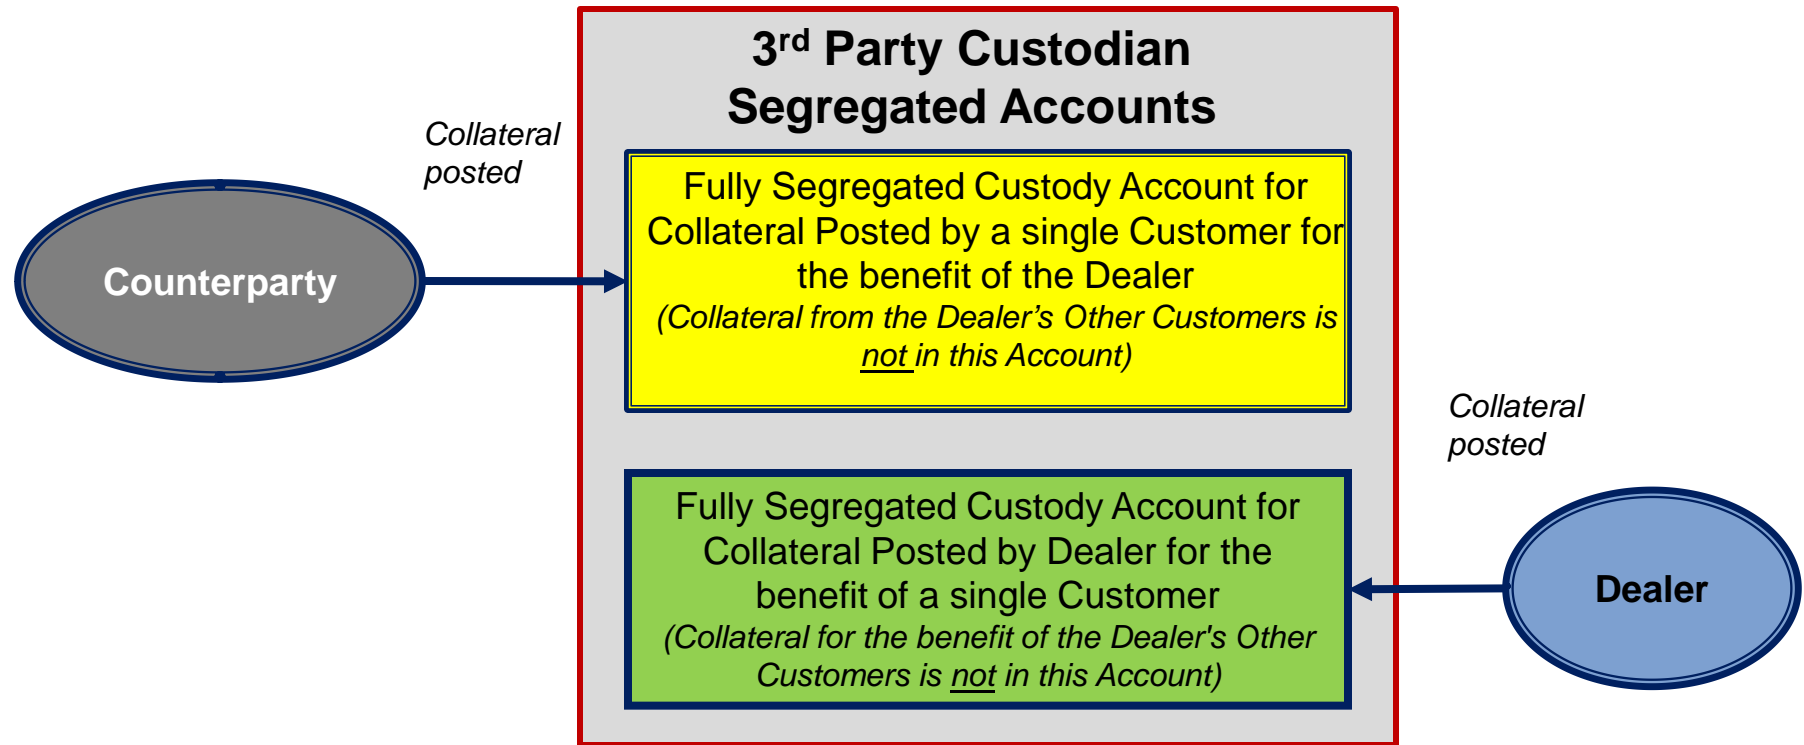 3rd Party Custodian
Segregated Accounts
Collateral
posted
Counterparty
Fully Segregated Custody Account for
Collateral Posted by a single Customer for
the benefit of the Dealer
(Collateral from the Dealer’s Other Customers is
not in this Account)
Collateral
posted
Fully Segregated Custody Account for
Collateral Posted by Dealer for the
benefit of a single Customer
(Collateral for the benefit of the Dealer's Other
Customers is not in this Account)
Dealer